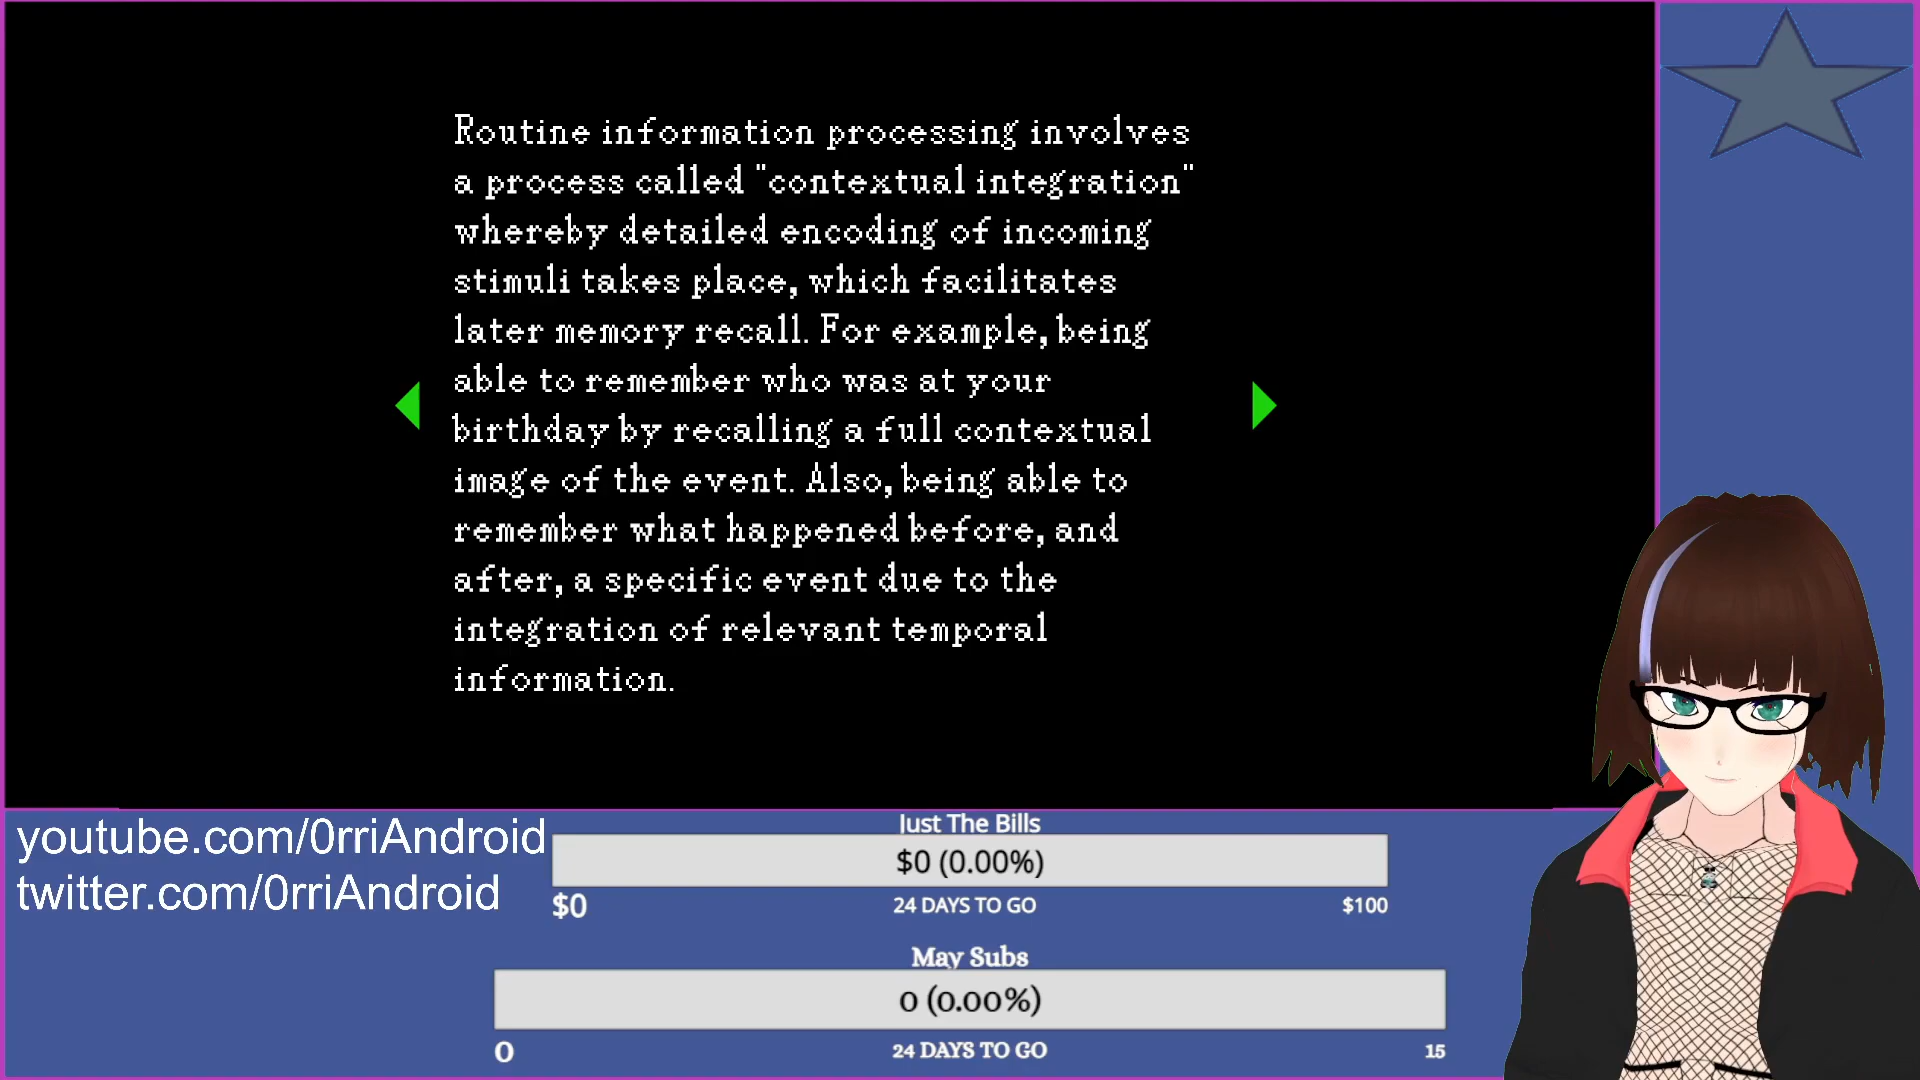 Routine information processing involves
a process called "contextual integration"
whereby detailed encoding of incoming
stimuli takes place, which facilitates
later memory recall. For example, being
able to remember who was at your
birthday by recalling a full contextual
image of the event. Also, being able to
remember what happened before, and
after, a specific event due to the
integration of relevant temporal
information.
youtube.com/0rriAndroid
twitter.com/0rriAndroid
Just The Bills
$0 (0.00%)
$0 24 DAYS TO GO $100
May Subs
0 (0.00%)
0 24 DAYS TO GO 15